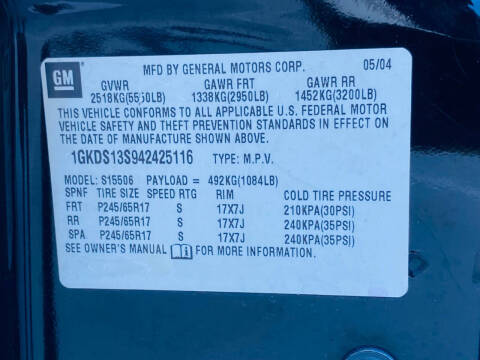 GM
MFD BY GENERAL MOTORS CORP. 05/04
GVWR GAWR FRT GAWR RR
2518KG(5550LB) 1338KG(2950LB) 1452KG(3200LB)
THIS VEHICLE CONFORMS TO ALL APPLICABLE U.S. FEDERAL MOTOR
VEHICLE SAFETY AND THEFT PREVENTION STANDARDS IN EFFECT ON
THE DATE OF MANUFACTURE SHOWN ABOVE.
1GKDS13S942425116 TYPE: M.P.V.
MODEL: S15506 PAYLOAD = 492KG(1084LB)
SPNF TIRE SIZE SPEED RTG RIM COLD TIRE PRESSURE
FRT P245/65R17 S 17X7J 210KPA(30PSI)
RR P245/65R17 S 17X7J 240KPA(35PSI)
SPA P245/65R17 S 17X7J 240KPA(35PSI)
SEE OWNER'S MANUAL FOR MORE INFORMATION.